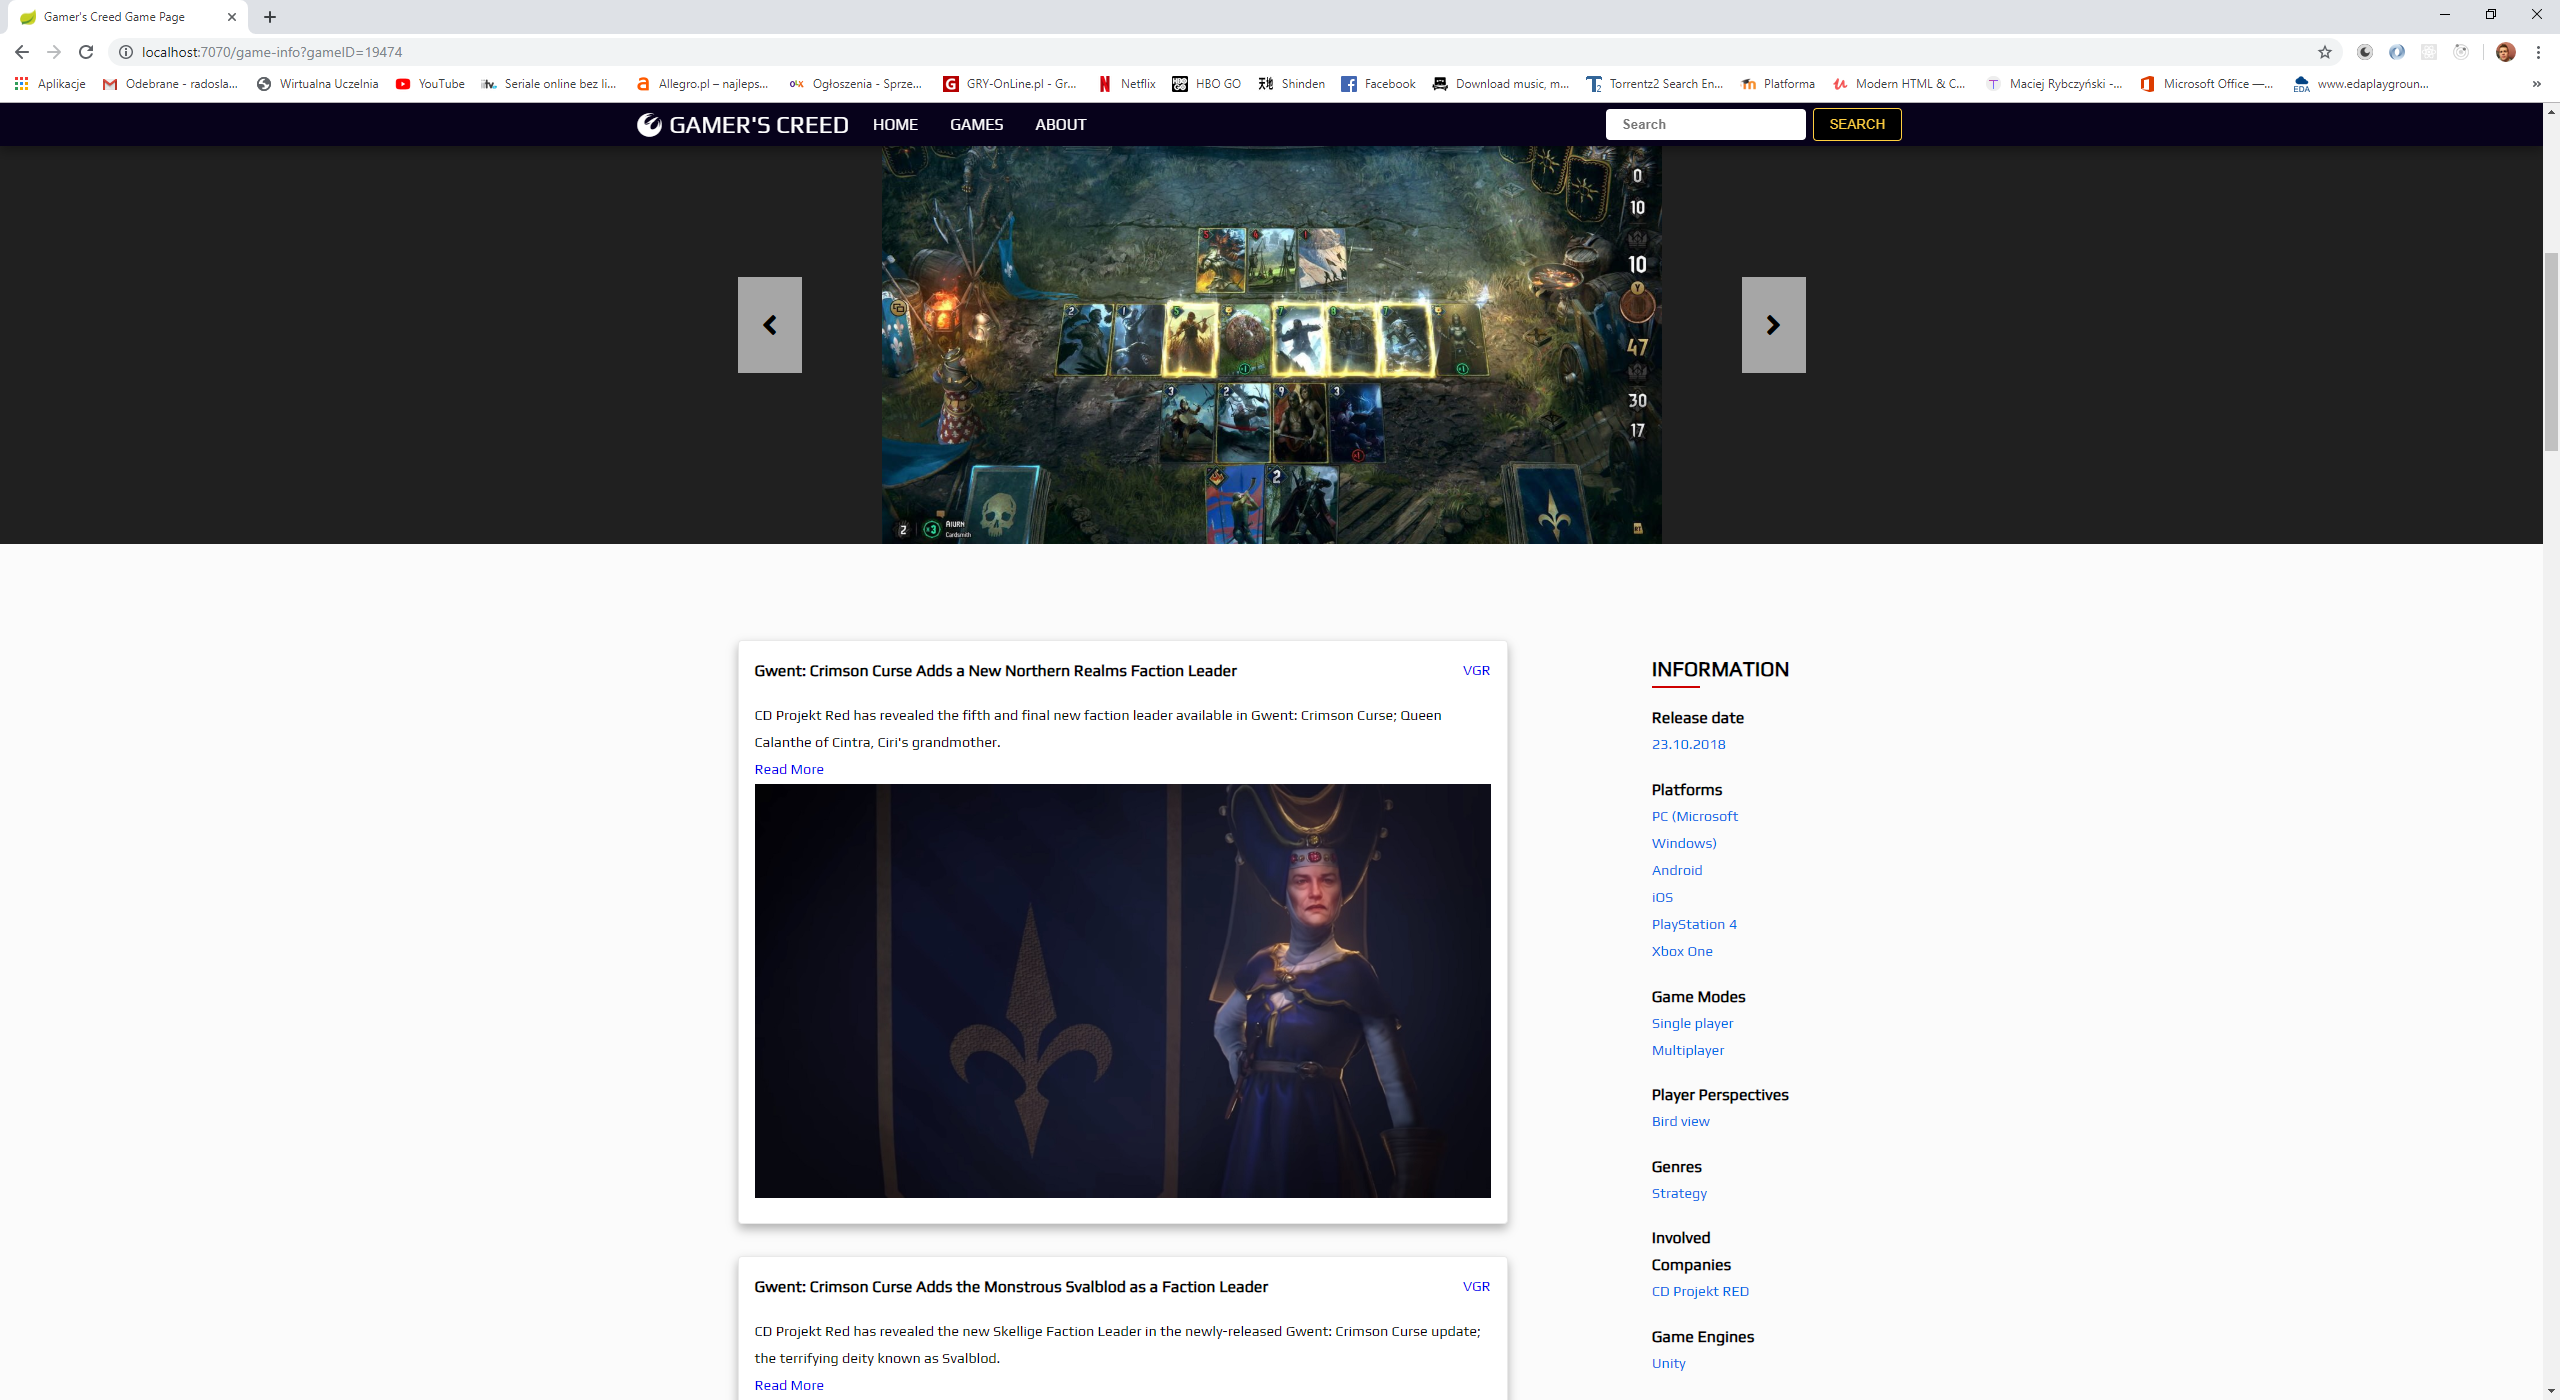 Gamer's Creed Game Page
localhost:7070/game-info?gameID=19474
Aplikacje
Odebrane - radosla...
Wirtualna Uczelnia
YouTube
Seriale online bez li...
Allegro.pl – najleps...
Ogłoszenia - Sprze...
GRY-OnLine.pl - Gr...
Netflix
HBO GO
Shinden
Facebook
Download music, m...
Torrentz2 Search En...
Platforma
Modern HTML & C...
Maciej Rybczyński -...
Microsoft Office —...
www.edaplaygroun...
GAMER'S CREED
HOME
GAMES
ABOUT
Search
SEARCH
0
10
10
47
30
17
2
x3
Aiurn
Cardsmith
Gwent: Crimson Curse Adds a New Northern Realms Faction Leader
VGR
CD Projekt Red has revealed the fifth and final new faction leader available in Gwent: Crimson Curse; Queen
Calanthe of Cintra, Ciri's grandmother.
Read More
Gwent: Crimson Curse Adds the Monstrous Svalblod as a Faction Leader
VGR
CD Projekt Red has revealed the new Skellige Faction Leader in the newly-released Gwent: Crimson Curse update;
the terrifying deity known as Svalblod.
Read More
INFORMATION
Release date
23.10.2018
Platforms
PC (Microsoft
Windows)
Android
iOS
PlayStation 4
Xbox One
Game Modes
Single player
Multiplayer
Player Perspectives
Bird view
Genres
Strategy
Involved
Companies
CD Projekt RED
Game Engines
Unity